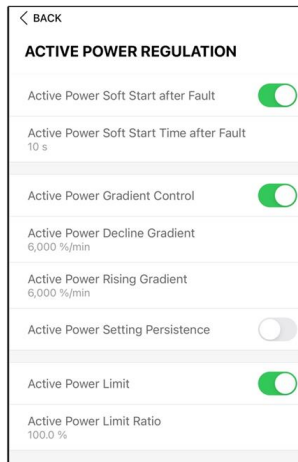 < BACK
ACTIVE POWER REGULATION
Active Power Soft Start after Fault
Active Power Soft Start Time after Fault
10 s
Active Power Gradient Control
Active Power Decline Gradient
6,000 %/min
Active Power Rising Gradient
6,000 %/min
Active Power Setting Persistence
Active Power Limit
Active Power Limit Ratio
100.0 %